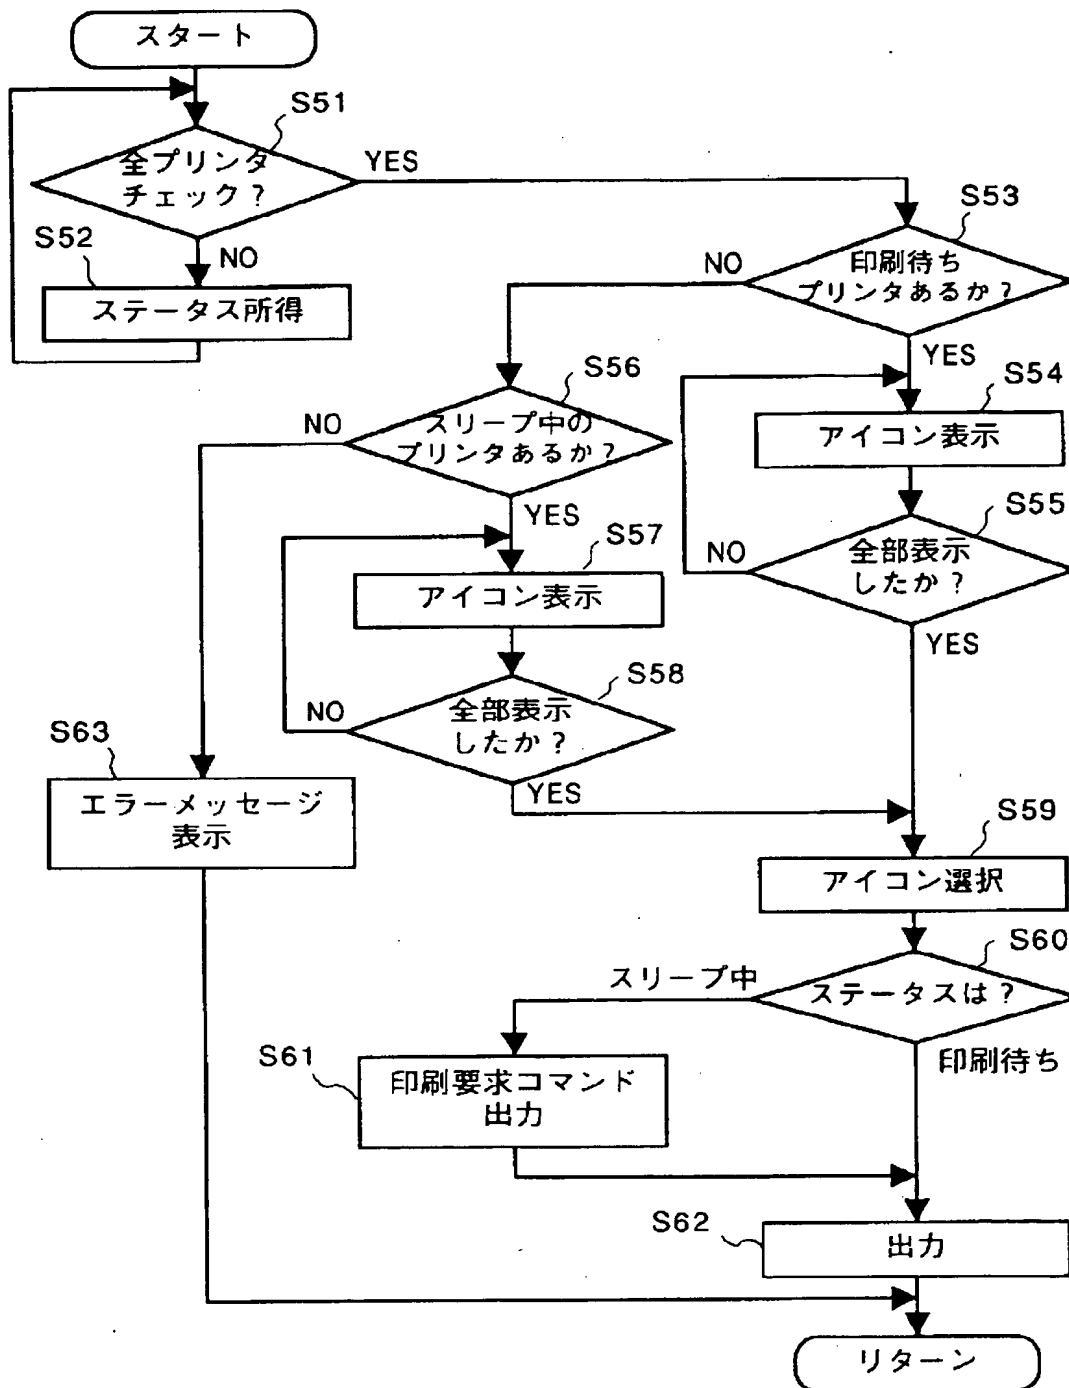 スタート
S51
全プリンタ
チェック?
YES
S52
NO
ステータス所得
S53
印刷待ち
プリンタあるか?
NO
YES
S54
アイコン表示
S55
全部表示
したか?
NO
YES
S56
スリープ中の
プリンタあるか?
NO
YES
S57
アイコン表示
S58
全部表示
したか?
NO
YES
S63
エラーメッセージ
表示
S59
アイコン選択
S60
ステータスは?
スリープ中
印刷待ち
S61
印刷要求コマンド
出力
S62
出力
リターン